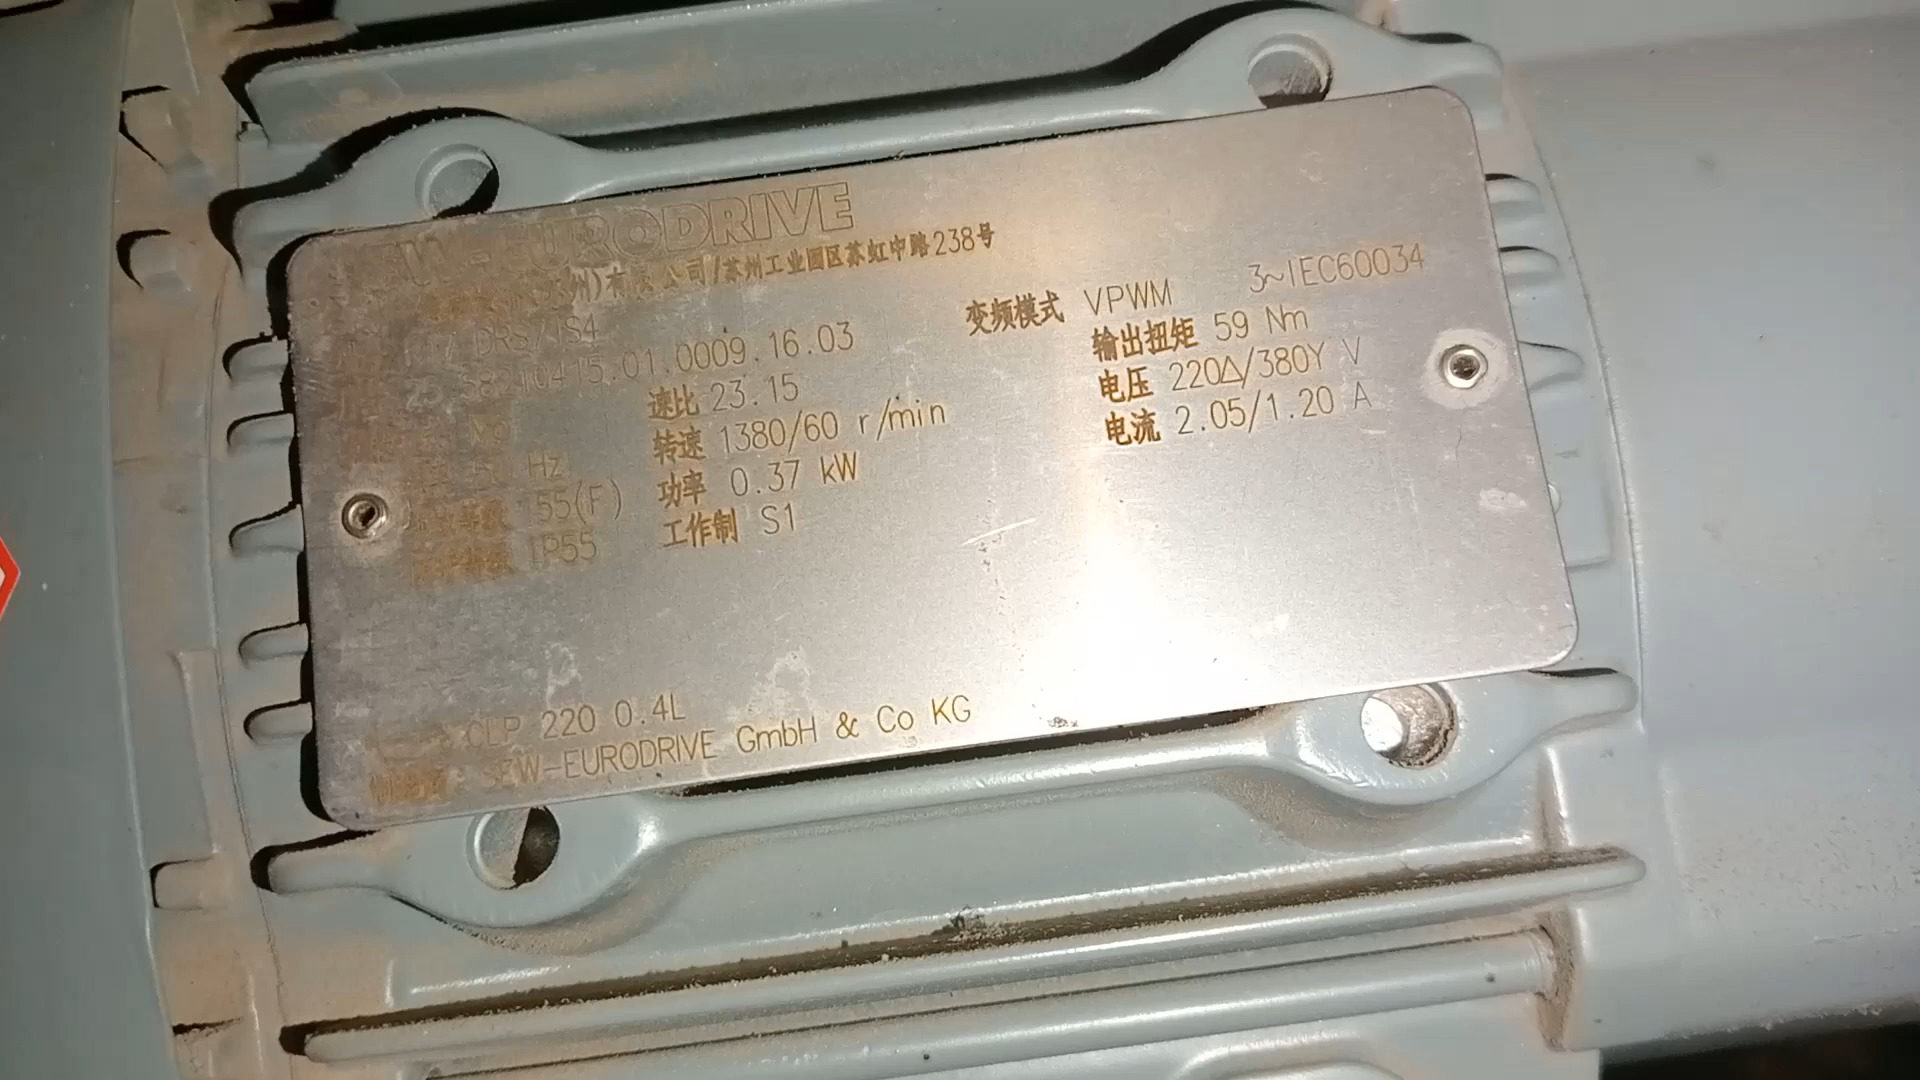 EW-EURODRIVE
州)有限公司/苏州工业园区苏虹中路238号
变频模式 VPWM 3~IEC60034
DRS71S4
.01.0009.16.03
输出扭矩 59 Nm
速比 23.15
电压 220Δ/380Y V
转速 1380/60 r/min
电流 2.05/1.20 A
Hz 功率 0.37 kW
155(F) 工作制 S1
IP55
CLP 220 0.4L
SEW-EURODRIVE GmbH & Co KG